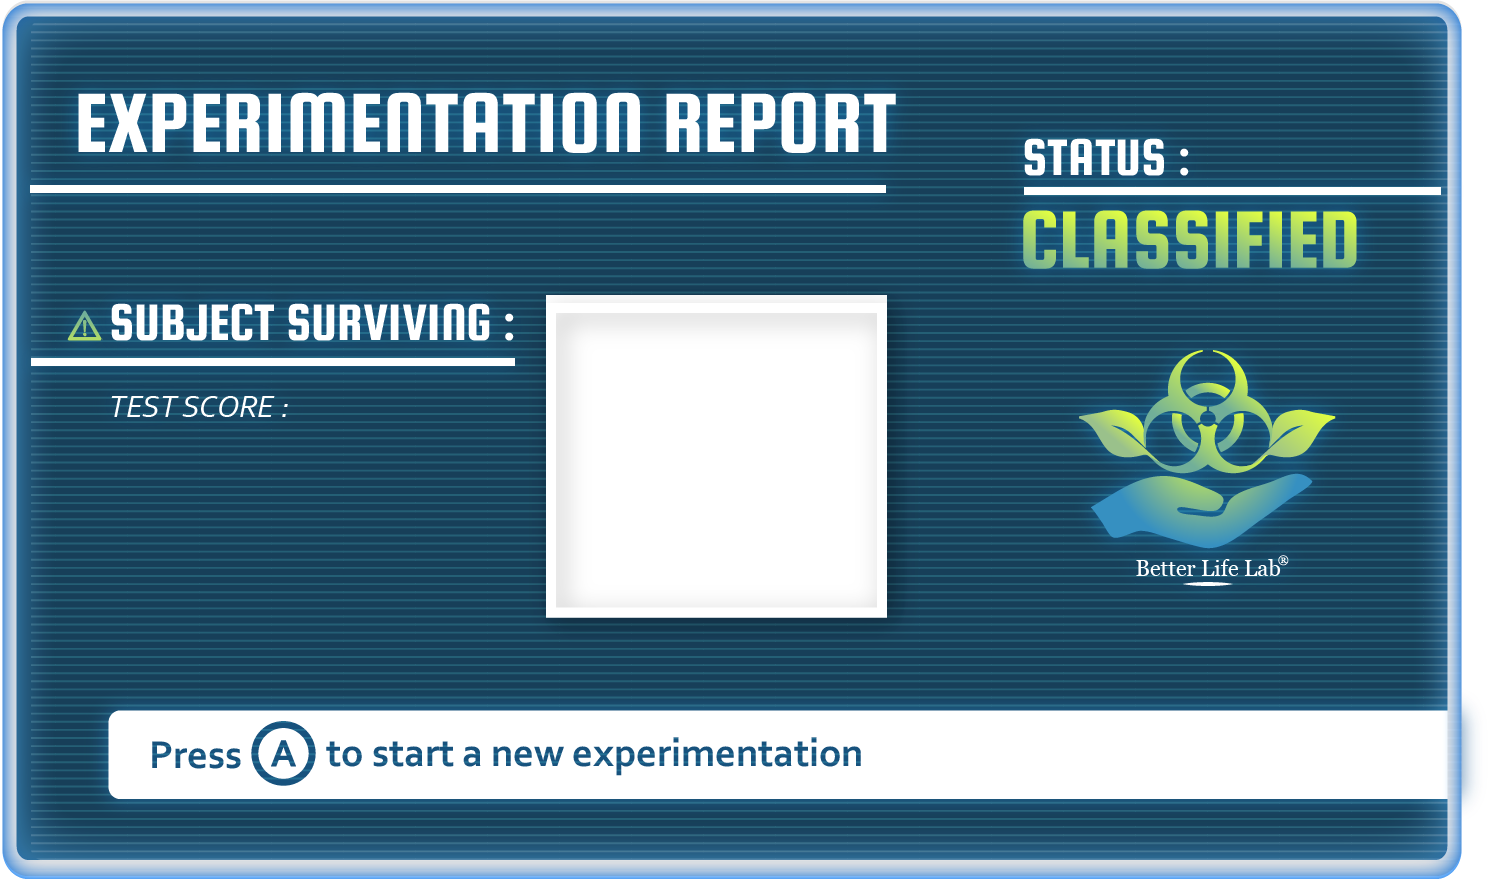 EXPERIMENTATION REPORT
STATUS :
CLASSIFIED
SUBJECT SURVIVING :
TEST SCORE :
Better Life Lab®
Press A to start a new experimentation